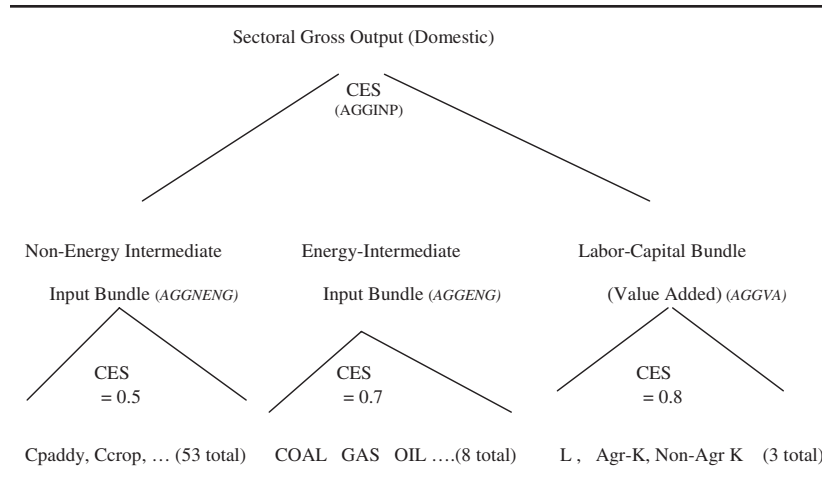 Sectoral Gross Output (Domestic)
CES
(AGGINP)
Non-Energy Intermediate
Input Bundle (AGGNENG)
Energy-Intermediate
Input Bundle (AGGENG)
Labor-Capital Bundle
(Value Added) (AGGVA)
CES
= 0.5
CES
= 0.7
CES
= 0.8
Cpaddy, Ccrop, … (53 total)
COAL GAS OIL ….(8 total)
L , Agr-K, Non-Agr K (3 total)